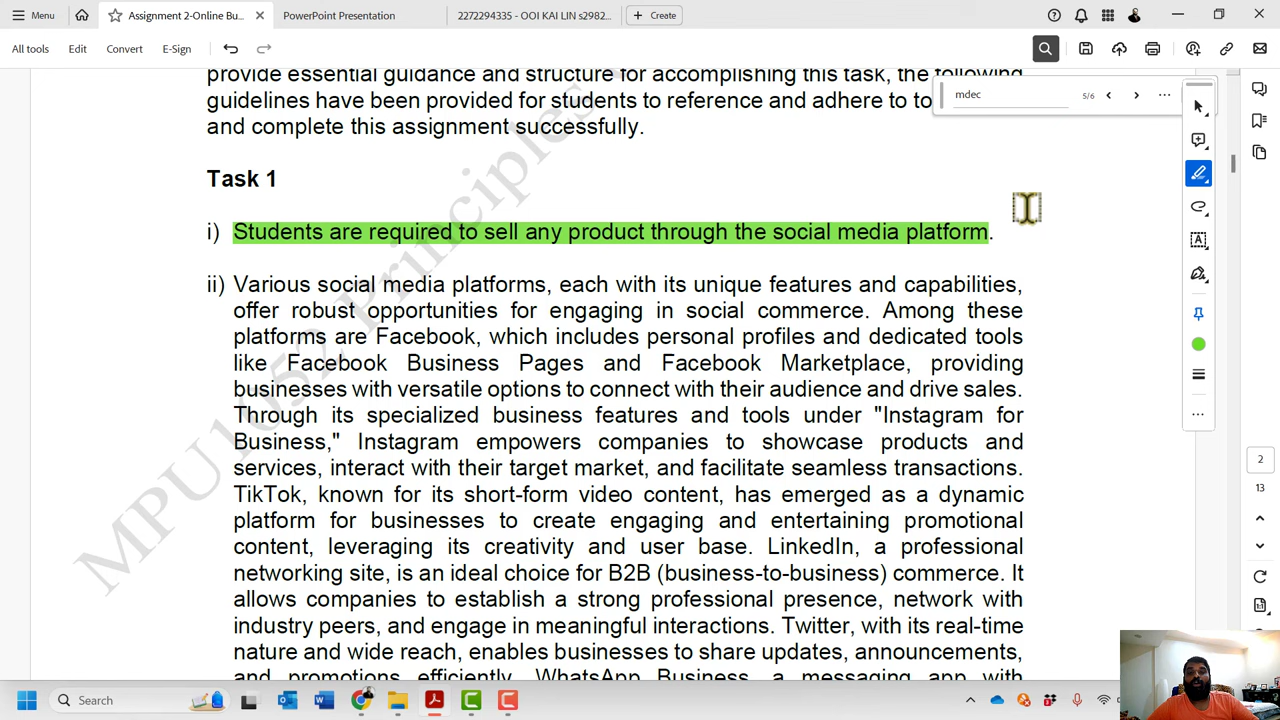 Menu
Assignment 2-Online Bu...
PowerPoint Presentation
2272294335 - OOI KAI LIN s2982...
Create
All tools
Edit
Convert
E-Sign
mdec
5/6
provide essential guidance and structure for accomplishing this task, the following
guidelines have been provided for students to reference and adhere to to
and complete this assignment successfully.
Task 1
i) Students are required to sell any product through the social media platform.
ii) Various social media platforms, each with its unique features and capabilities,
offer robust opportunities for engaging in social commerce. Among these
platforms are Facebook, which includes personal profiles and dedicated tools
like Facebook Business Pages and Facebook Marketplace, providing
businesses with versatile options to connect with their audience and drive sales.
Through its specialized business features and tools under "Instagram for
Business," Instagram empowers companies to showcase products and
services, interact with their target market, and facilitate seamless transactions.
TikTok, known for its short-form video content, has emerged as a dynamic
platform for businesses to create engaging and entertaining promotional
content, leveraging its creativity and user base. LinkedIn, a professional
networking site, is an ideal choice for B2B (business-to-business) commerce. It
allows companies to establish a strong professional presence, network with
industry peers, and engage in meaningful interactions. Twitter, with its real-time
nature and wide reach, enables businesses to share updates, announcements,
and promotions efficiently. WhatsApp Business, a messaging app with
MPU1052 Principles
2
13
Search